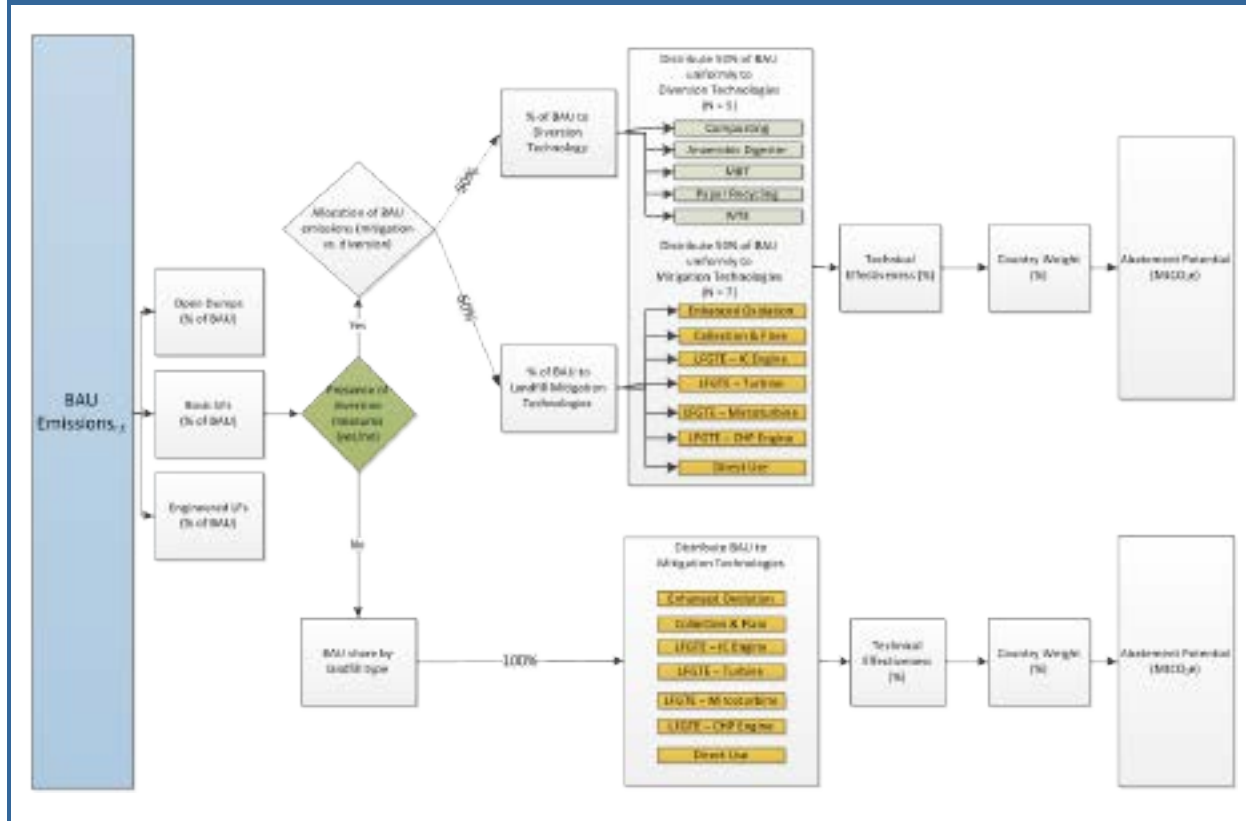 BAU
Emissions
Open Dumps
(% of BAU)
Basic LFs
(% of BAU)
Engineered LFs
(% of BAU)
Presence of
diversion
measures
(yes/no)
Yes
No
Allocation of BAU
emissions (mitigation
vs. diversion)
50%
% of BAU to
Diversion
Technology
% of BAU to
Landfill Mitigation
Technologies
Distribute 50% of BAU
uniformly to
Diversion Technologies
(N = 5)
Composting
Anaerobic Digester
MBT
Paper Recycling
WTE
Distribute 50% of BAU
uniformly to
Mitigation Technologies
(N = 7)
Enhanced Oxidation
Collection & Flare
LFGTE – IC Engine
LFGTE – Turbine
LFGTE – Microturbine
LFGTE – CHP Engine
Direct Use
Technical
Effectiveness (%)
Country Weight
(%)
Abatement Potential
(MtCO₂e)
BAU share by
landfill type
100%
Distribute BAU to
Mitigation Technologies
Enhanced Oxidation
Collection & Flare
LFGTE – IC Engine
LFGTE – Turbine
LFGTE – Microturbine
LFGTE – CHP Engine
Direct Use
Technical
Effectiveness
(%)
Country Weight
(%)
Abatement Potential
(MtCO₂e)